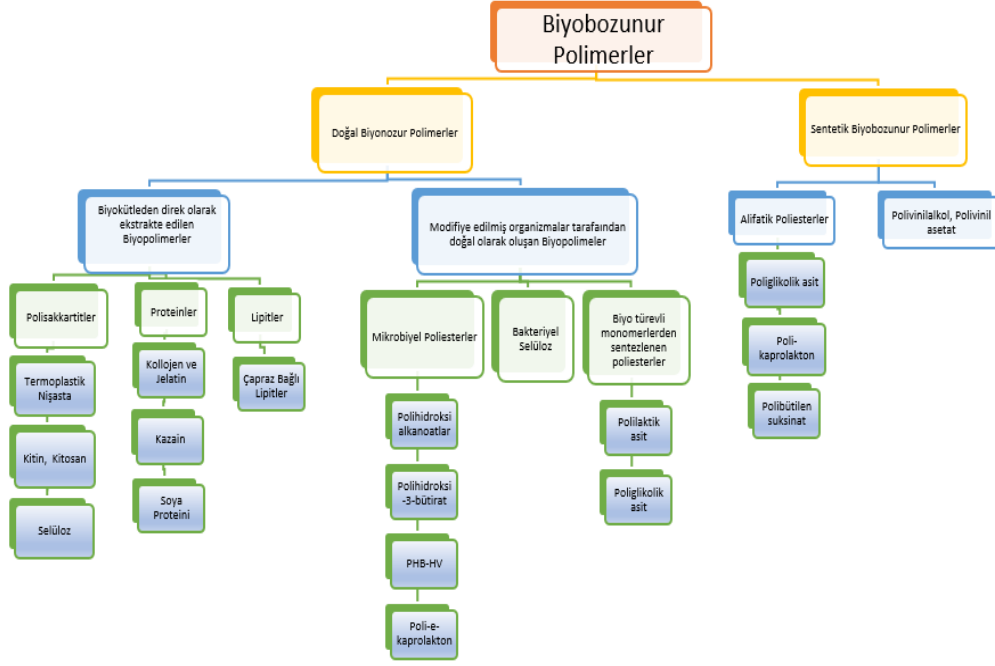 Biyobozunur
Polimerler
Doğal Biyonozur Polimerler
Sentetik Biyobozunur Polimerler
Biyokütleden direk olarak
ekstrakte edilen
Biyopolimerler
Modifiye edilmiş organizmalar tarafaından
doğal olarak oluşan Biyopolimeler
Alifatik Poliesterler
Polivinilalkol, Polivinil
asetat
Polisakkartitler
Proteinler
Lipitler
Mikrobiyel Poliesterler
Bakteriyel
Selüloz
Biyo türevli
monomerlerden
sentezlenen
poliesterler
Poliglikolik asit
Poli-
kaprolakton
Polibütilen
suksinat
Termoplastik
Nişasta
Kitin, Kitosan
Selüloz
Kollojen ve
Jelatin
Kazain
Soya
Proteini
Çapraz Bağlı
Lipitler
Polihidroksi
alkanoatlar
Polihidroksi
-3-bütirat
PHB-HV
Poli-e-
kaprolakton
Polilaktik
asit
Poliglikolik
asit